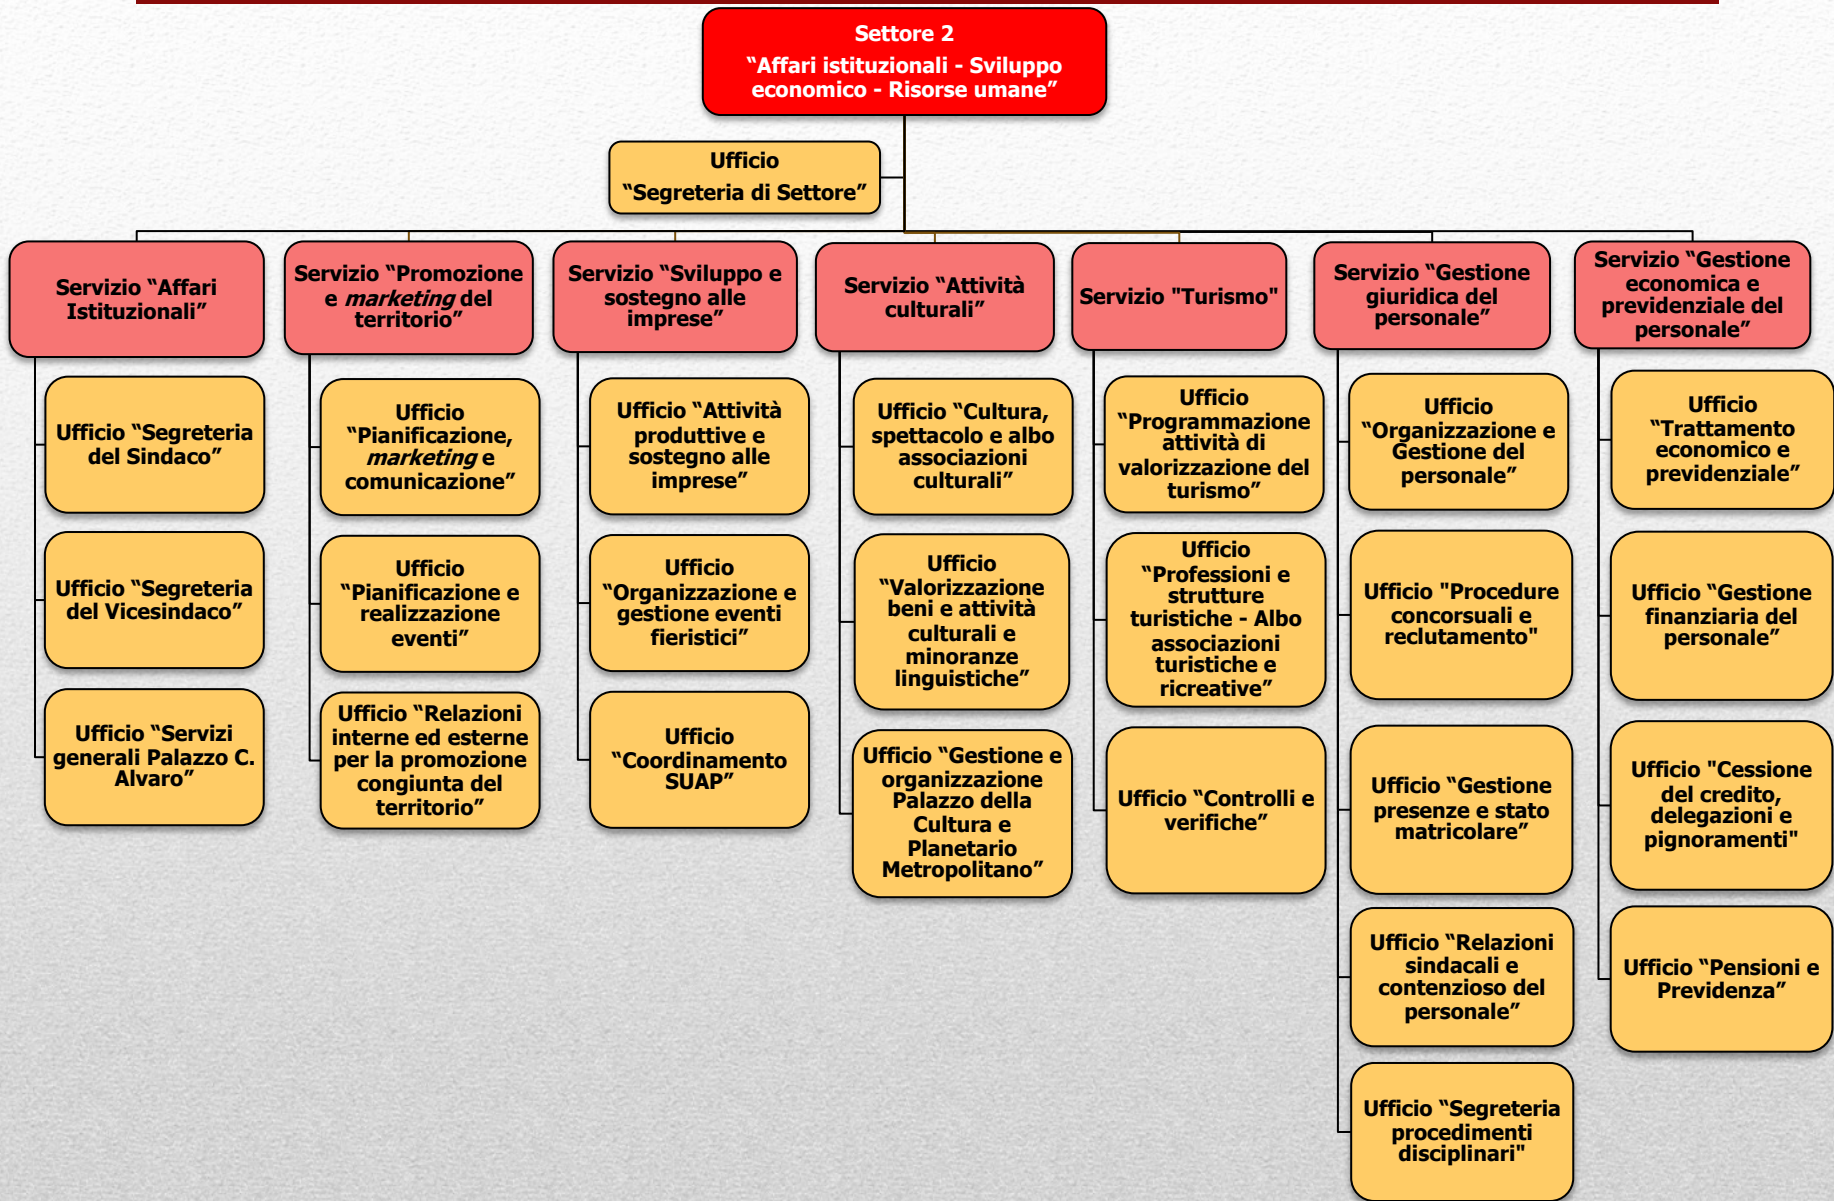 Settore 2
“Affari istituzionali - Sviluppo
economico - Risorse umane”
Ufficio
“Segreteria di Settore”
Servizio “Affari
Istituzionali”
Ufficio “Segreteria
del Sindaco”
Ufficio “Segreteria
del Vicesindaco”
Ufficio “Servizi
generali Palazzo C.
Alvaro”
Servizio “Promozione
e marketing del
territorio”
Ufficio
“Pianificazione,
marketing e
comunicazione”
Ufficio
“Pianificazione e
realizzazione
eventi”
Ufficio “Relazioni
interne ed esterne
per la promozione
congiunta del
territorio”
Servizio “Sviluppo e
sostegno alle
imprese”
Ufficio “Attività
produttive e
sostegno alle
imprese”
Ufficio
“Organizzazione e
gestione eventi
fieristici”
Ufficio
“Coordinamento
SUAP”
Servizio “Attività
culturali”
Ufficio “Cultura,
spettacolo e albo
associazioni
culturali”
Ufficio
“Valorizzazione
beni e attività
culturali e
minoranze
linguistiche”
Ufficio “Gestione e
organizzazione
Palazzo della
Cultura e
Planetario
Metropolitano”
Servizio "Turismo"
Ufficio
“Programmazione
attività di
valorizzazione del
turismo”
Ufficio
“Professioni e
strutture
turistiche - Albo
associazioni
turistiche e
ricreative”
Ufficio “Controlli e
verifiche”
Servizio “Gestione
giuridica del
personale”
Ufficio
“Organizzazione e
Gestione del
personale”
Ufficio "Procedure
concorsuali e
reclutamento"
Ufficio “Gestione
presenze e stato
matricolare”
Ufficio “Relazioni
sindacali e
contenzioso del
personale”
Ufficio “Segreteria
procedimenti
disciplinari"
Servizio “Gestione
economica e
previdenziale del
personale”
Ufficio
“Trattamento
economico e
previdenziale”
Ufficio “Gestione
finanziaria del
personale”
Ufficio "Cessione
del credito,
delegazioni e
pignoramenti"
Ufficio “Pensioni e
Previdenza”